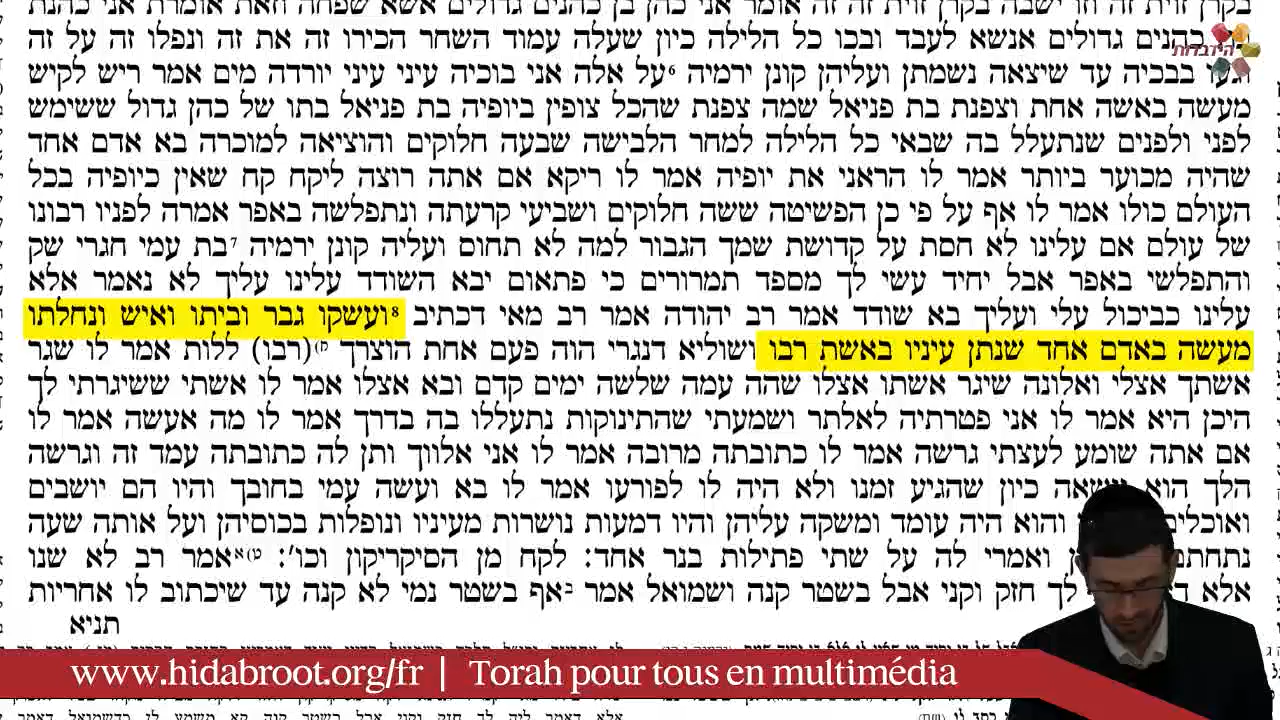 בקרן זוית זה וזו ישבה בקרן זוית זה זה אומר אני כהן בן כהנים גדולים אשא שפחה וזאת אומרת אני כהנת
כהנים גדולים אנשא לעבד ובכו כל הלילה כיון שעלה עמוד השחר הכירו זה את זה ונפלו זה על זה
הידברות
וגעו בבכיה עד שיצאה נשמתן ועליהן קונן ירמיה 6על אלה אני בוכיה עיני עיני יורדה מים אמר ריש לקיש
מעשה באשה אחת וצפנת בת פניאל שמה צפנת שהכל צופין ביופיה בת פניאל בתו של כהן גדול ששימש
לפני ולפנים שנתעלל בה שבאי כל הלילה למחר הלבישה שבעה חלוקים והוציאה למוכרה בא אדם אחד
שהיה מכוער ביותר אמר לו הראני את יופיה אמר לו ריקא אם אתה רוצה ליקח קח שאין כיופיה בכל
העולם כולו אמר לו אף על פי כן הפשיטה ששה חלוקים ושביעי קרעתה ונתפלשה באפר אמרה לפניו רבונו
של עולם אם עלינו לא חסת על קדושת שמך הגבור למה לא תחוס ועליה קונן ירמיה 7בת עמי חגרי שק
והתפלשי באפר אבל יחיד עשי לך מספד תמרורים כי פתאום יבא השודד עלינו עליך לא נאמר אלא
עלינו כביכול עלי ועליך בא שודד אמר רב יהודה אמר רב מאי דכתיב 8ועשקו גבר וביתו ואיש ונחלתו
מעשה באדם אחד שנתן עיניו באשת רבו ושוליא דנגרי הוה פעם אחת הוצרך (רבו) ללות אמר לו שגר
אשתך אצלי ואלונה שיגר אשתו אצלו שהה עמה שלשה ימים קדם ובא אצלו אמר לו אשתי ששיגרתי לך
היכן היא אמר לו אני פטרתיה לאלתר ושמעתי שהתינוקות נתעללו בה בדרך אמר לו מה אעשה אמר לו
אם אתה שומע לעצתי גרשה אמר לו כתובתה מרובה אמר לו אני אלווך ותן לה כתובתה עמד זה וגרשה
הלך הוא ונשאה כיון שהגיע זמנו ולא היה לו לפורעו אמר לו בא ועשה עמי בחובך והיו הם יושבים
ואוכלים והוא היה עומד ומשקה עליהן והיו דמעות נושרות מעיניו ונופלות בכוסיהן ועל אותה שעה
נתחתם ואמרי לה על שתי פתילות בנר אחד: לקח מן הסיקריקון וכו': אמר רב לא שנו
אלא לך חזק וקני אבל בשטר קנה ושמואל אמר אף בשטר נמי לא קנה עד שיכתוב לו אחריות
תניא
www.hidabroot.org/fr | Torah pour tous en multimédia